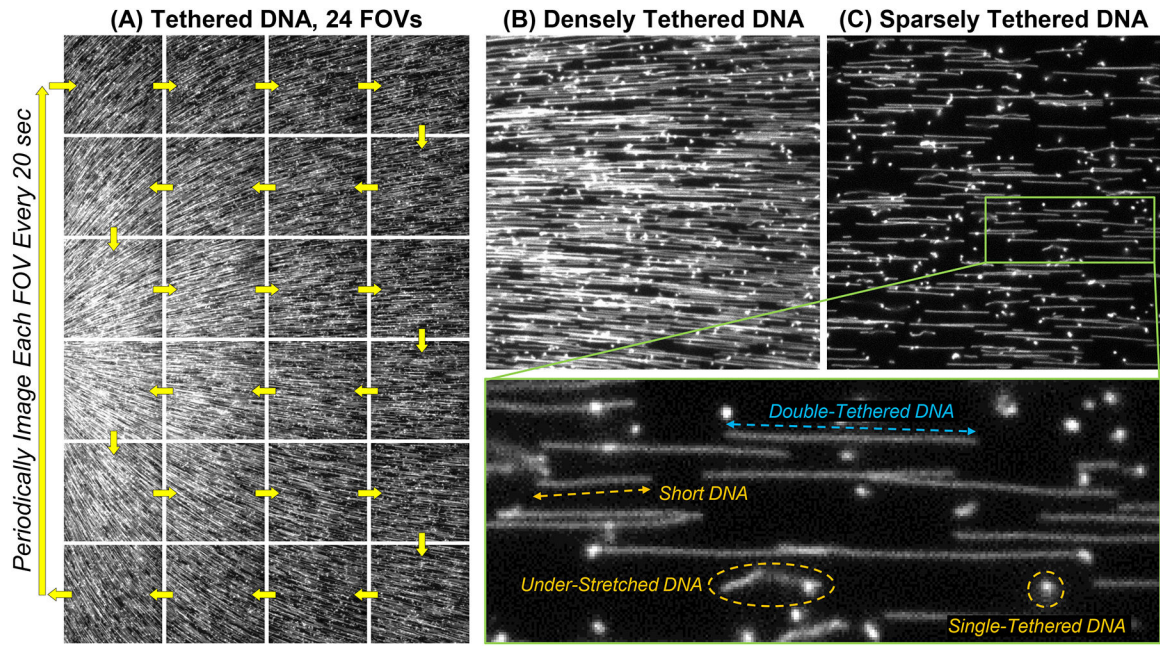 (A) Tethered DNA, 24 FOVs
(B) Densely Tethered DNA
(C) Sparsely Tethered DNA
Periodically Image Each FOV Every 20 sec
Double-Tethered DNA
Short DNA
Under-Stretched DNA
Single-Tethered DNA